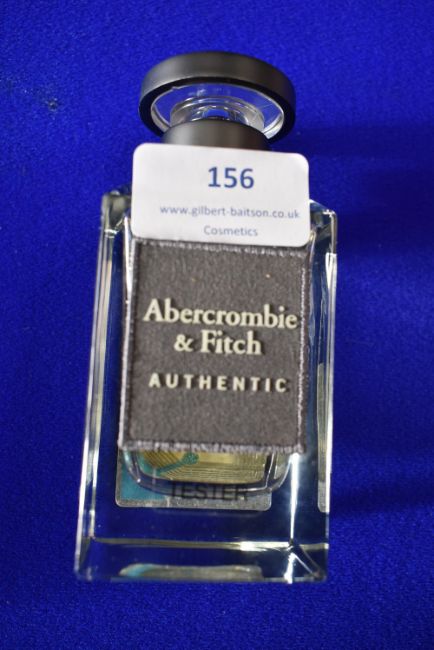 156
www.gilbert-baitson.co.uk
Cosmetics
Abercrombie
& Fitch
AUTHENTIC
TESTER